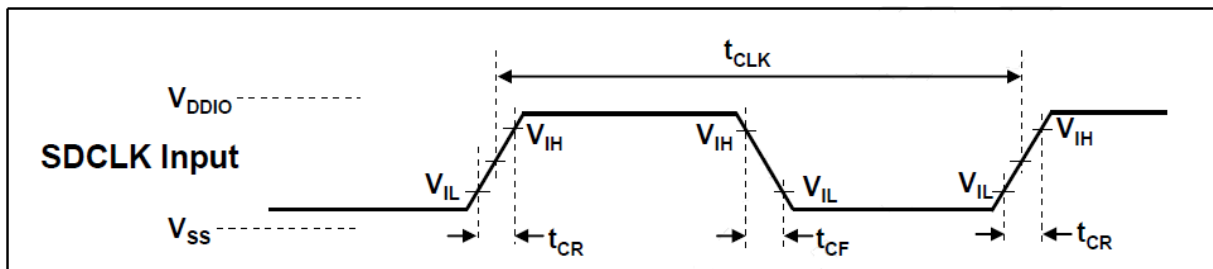 tCLK
VDDIO
VIH VIH VIH
SDCLK Input
VIL VIL VIL
VSS
tCR tCF tCR